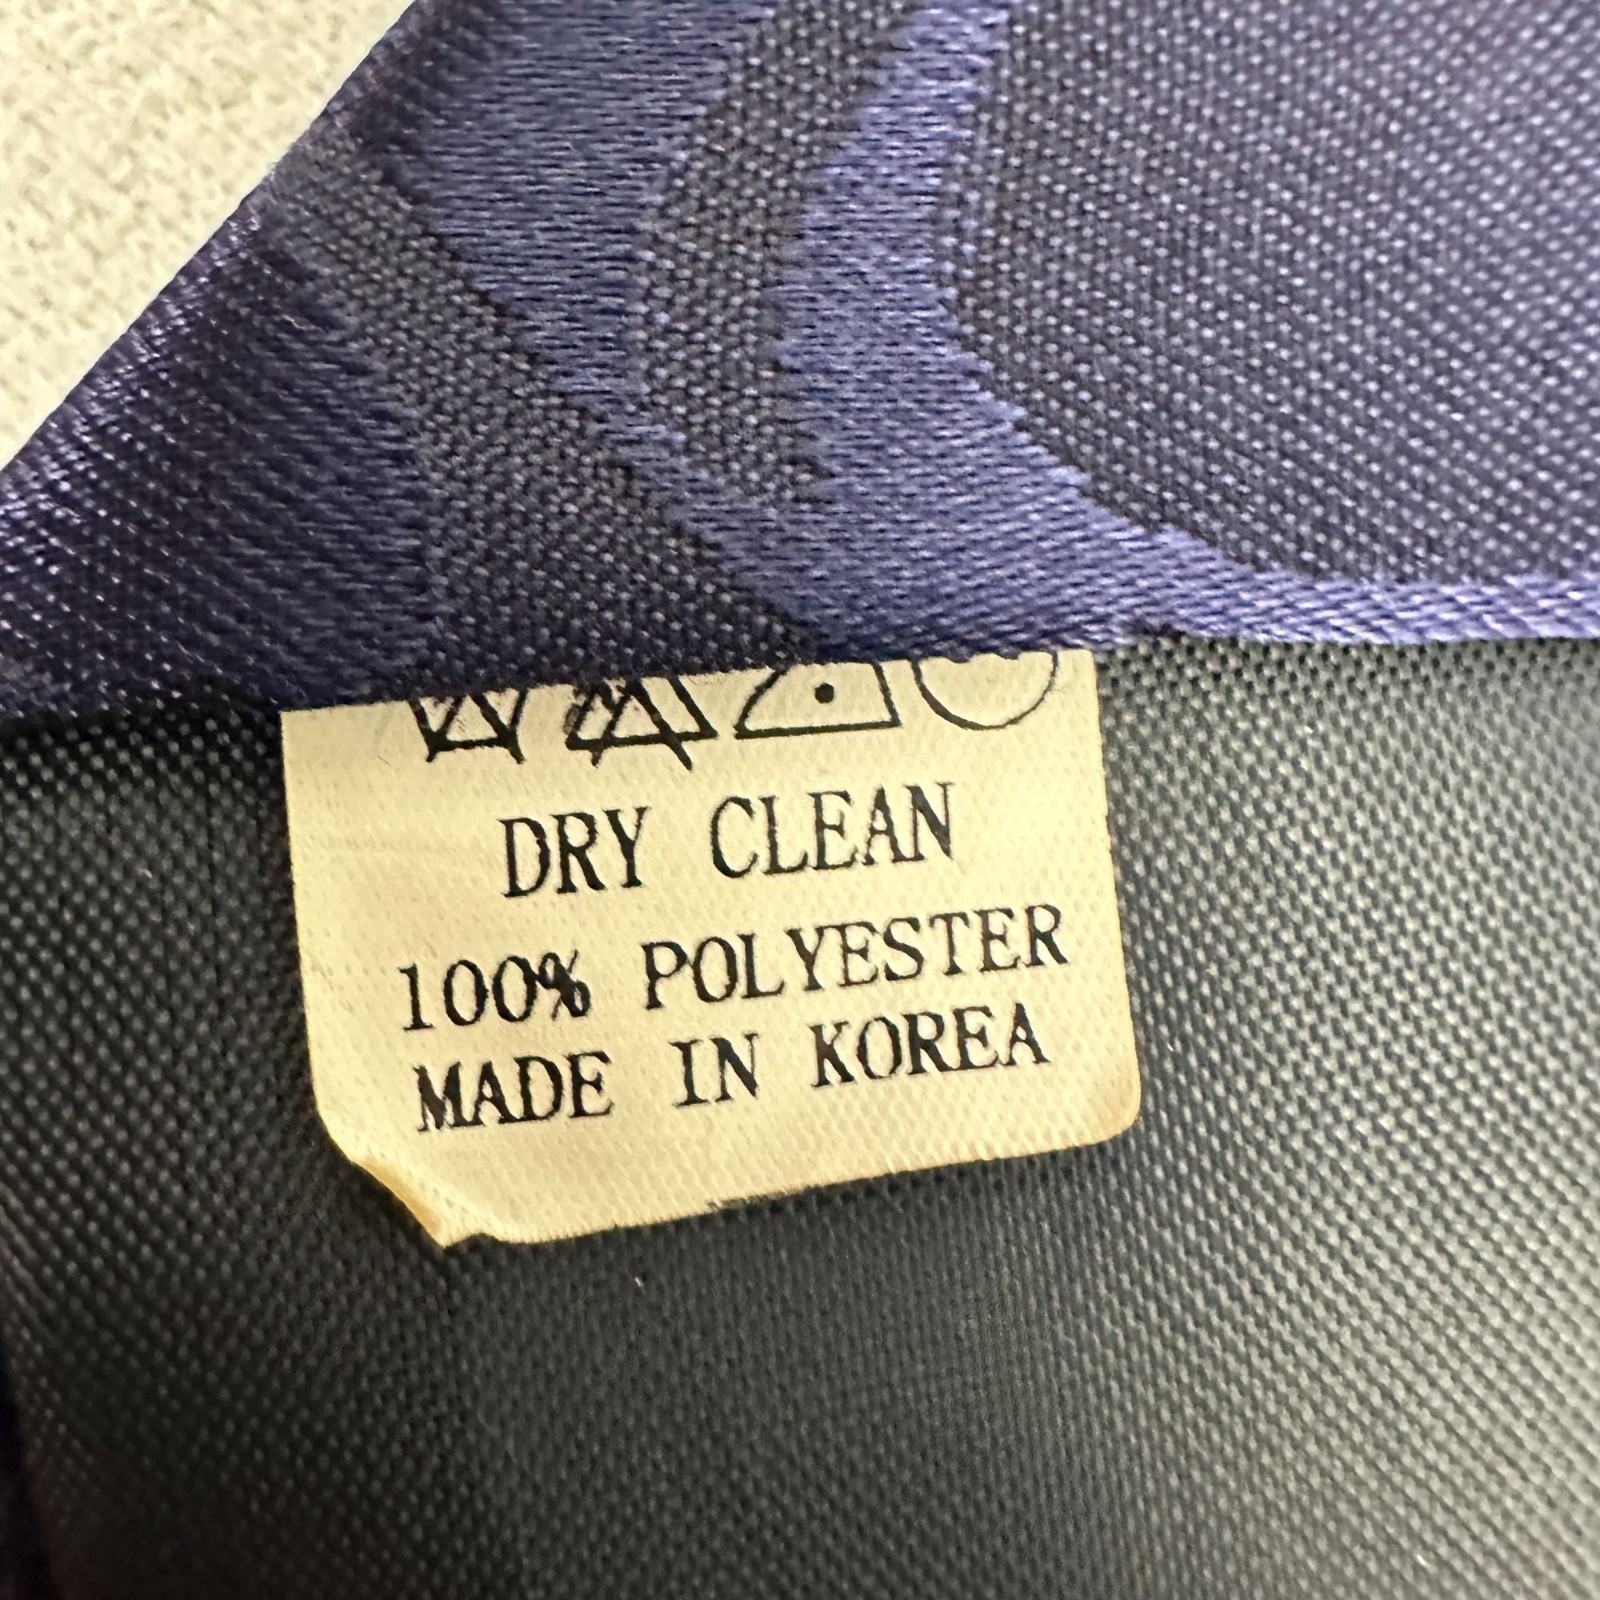 DRY CLEAN
100% POLYESTER
MADE IN KOREA